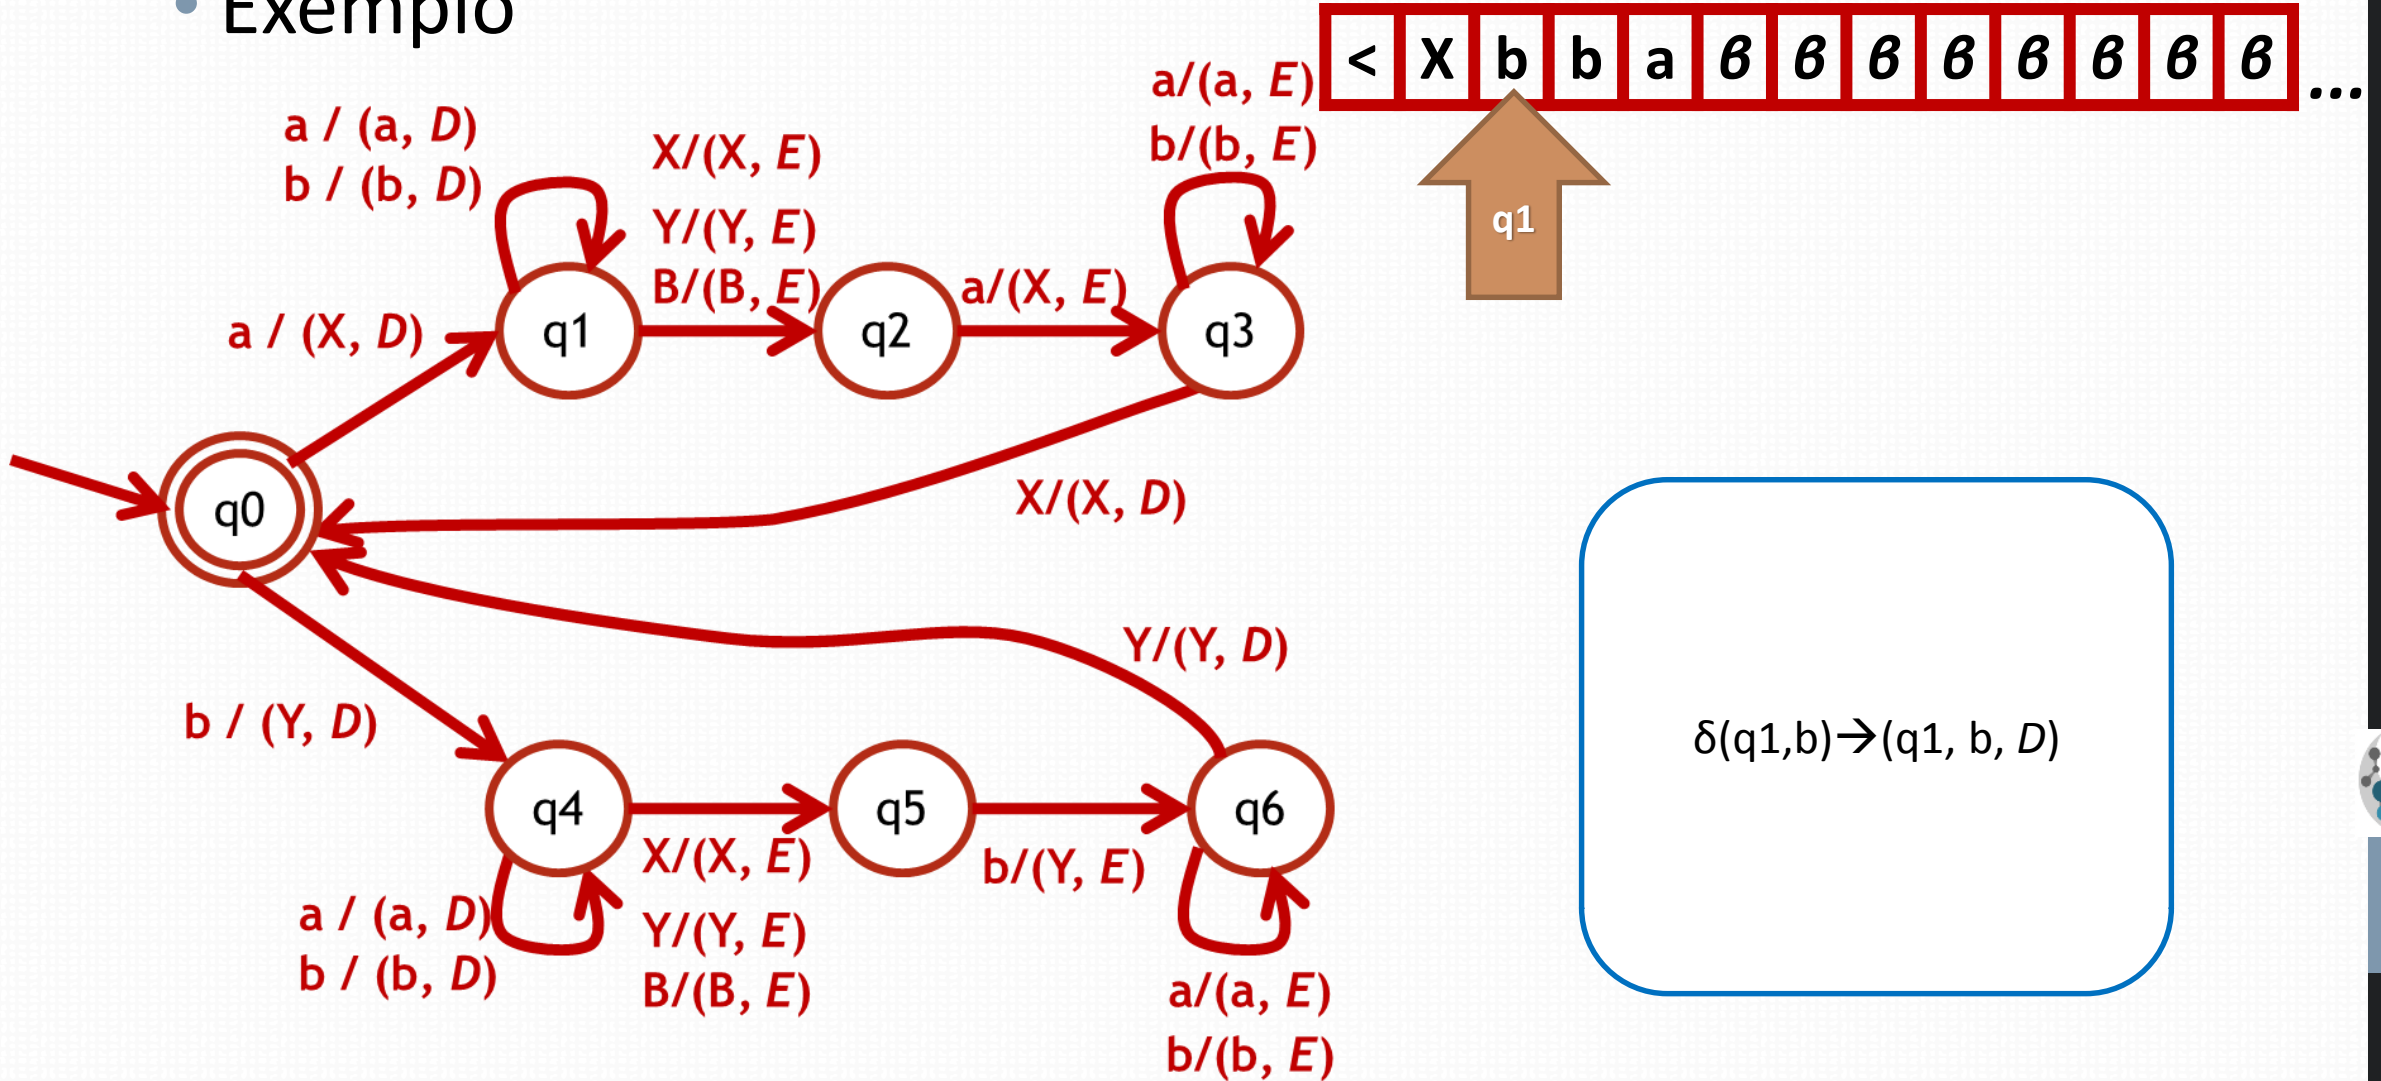 • Exemplo
< X b b a β β β β β β β β ...
a/(a, E)
b/(b, E)
a / (a, D)
b / (b, D)
X/(X, E)
Y/(Y, E)
B/(B, E)
q1
a / (X, D)
q1
q2
a/(X, E)
q3
q0
X/(X, D)
Y/(Y, D)
b / (Y, D)
δ(q1,b)→(q1, b, D)
q4
q5
q6
X/(X, E)
Y/(Y, E)
B/(B, E)
b/(Y, E)
a / (a, D)
b / (b, D)
a/(a, E)
b/(b, E)